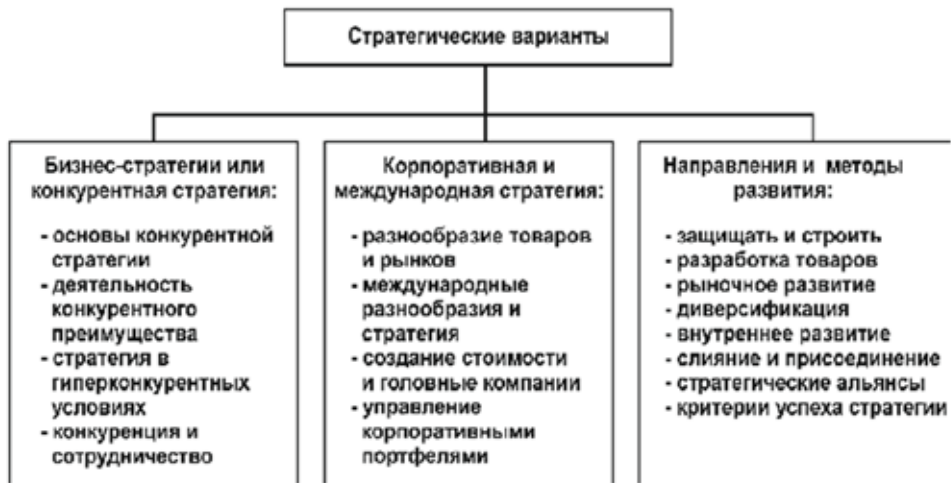 Стратегические варианты
Бизнес-стратегии или
конкурентная стратегия:
- основы конкурентной
стратегии
- деятельность
конкурентного
преимущества
- стратегия в
гиперконкурентных
условиях
- конкуренция и
сотрудничество
Корпоративная и
международная стратегия:
- разнообразие товаров
и рынков
- международные
разнообразия и
стратегия
- создание стоимости
и головные компании
- управление
корпоративными
портфелями
Направления и методы
развития:
- защищать и строить
- разработка товаров
- рыночное развитие
- диверсификация
- внутреннее развитие
- слияние и присоединение
- стратегические альянсы
- критерии успеха стратегии